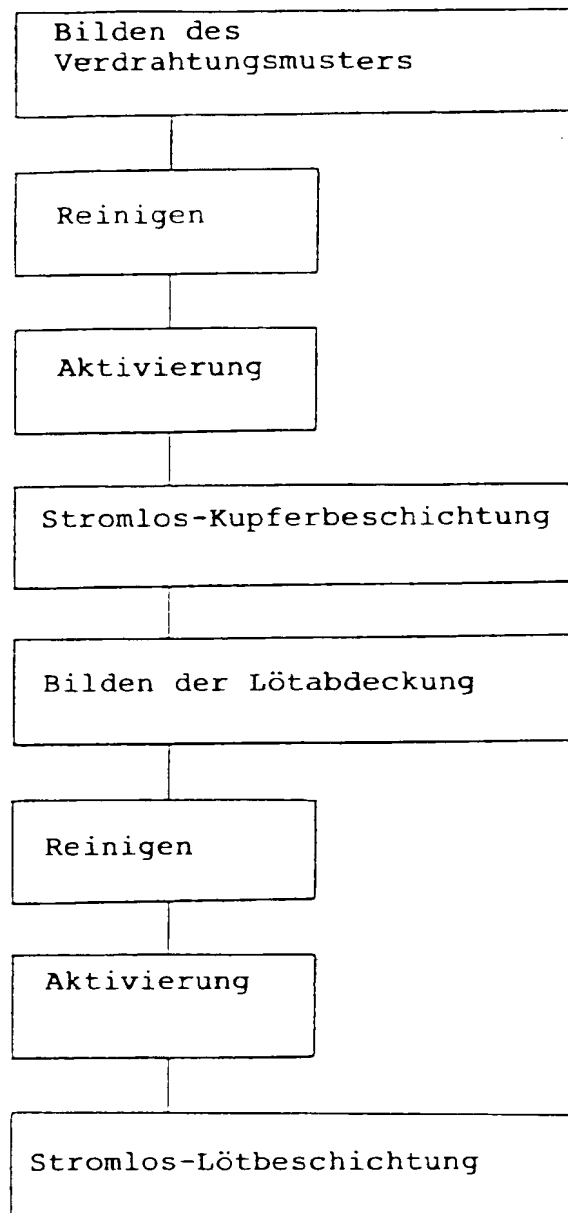 Bilden des
Verdrahtungsmusters
Reinigen
Aktivierung
Stromlos-Kupferbeschichtung
Bilden der Lötabdeckung
Reinigen
Aktivierung
Stromlos-Lötbeschichtung